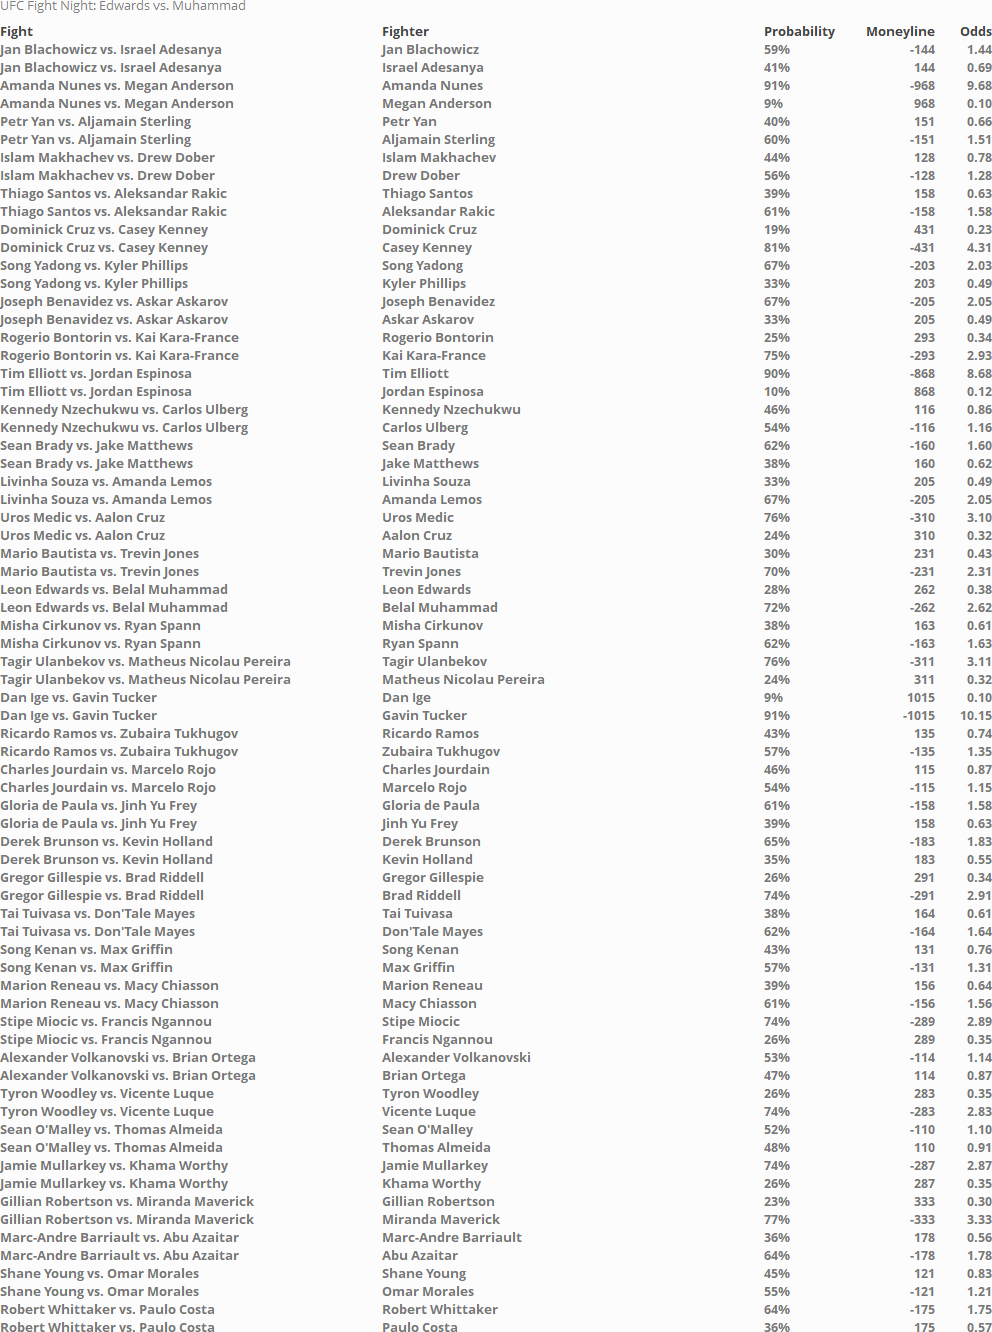 UFC Fight Night: Edwards vs. Muhammad
Fight Fighter Probability Moneyline Odds
Jan Blachowicz vs. Israel Adesanya Jan Blachowicz 59% -144 1.44
Jan Blachowicz vs. Israel Adesanya Israel Adesanya 41% 144 0.69
Amanda Nunes vs. Megan Anderson Amanda Nunes 91% -968 9.68
Amanda Nunes vs. Megan Anderson Megan Anderson 9% 968 0.10
Petr Yan vs. Aljamain Sterling Petr Yan 40% 151 0.66
Petr Yan vs. Aljamain Sterling Aljamain Sterling 60% -151 1.51
Islam Makhachev vs. Drew Dober Islam Makhachev 44% 128 0.78
Islam Makhachev vs. Drew Dober Drew Dober 56% -128 1.28
Thiago Santos vs. Aleksandar Rakic Thiago Santos 39% 158 0.63
Thiago Santos vs. Aleksandar Rakic Aleksandar Rakic 61% -158 1.58
Dominick Cruz vs. Casey Kenney Dominick Cruz 19% 431 0.23
Dominick Cruz vs. Casey Kenney Casey Kenney 81% -431 4.31
Song Yadong vs. Kyler Phillips Song Yadong 67% -203 2.03
Song Yadong vs. Kyler Phillips Kyler Phillips 33% 203 0.49
Joseph Benavidez vs. Askar Askarov Joseph Benavidez 67% -205 2.05
Joseph Benavidez vs. Askar Askarov Askar Askarov 33% 205 0.49
Rogerio Bontorin vs. Kai Kara-France Rogerio Bontorin 25% 293 0.34
Rogerio Bontorin vs. Kai Kara-France Kai Kara-France 75% -293 2.93
Tim Elliott vs. Jordan Espinosa Tim Elliott 90% -868 8.68
Tim Elliott vs. Jordan Espinosa Jordan Espinosa 10% 868 0.12
Kennedy Nzechukwu vs. Carlos Ulberg Kennedy Nzechukwu 46% 116 0.86
Kennedy Nzechukwu vs. Carlos Ulberg Carlos Ulberg 54% -116 1.16
Sean Brady vs. Jake Matthews Sean Brady 62% -160 1.60
Sean Brady vs. Jake Matthews Jake Matthews 38% 160 0.62
Livinha Souza vs. Amanda Lemos Livinha Souza 33% 205 0.49
Livinha Souza vs. Amanda Lemos Amanda Lemos 67% -205 2.05
Uros Medic vs. Aalon Cruz Uros Medic 76% -310 3.10
Uros Medic vs. Aalon Cruz Aalon Cruz 24% 310 0.32
Mario Bautista vs. Trevin Jones Mario Bautista 30% 231 0.43
Mario Bautista vs. Trevin Jones Trevin Jones 70% -231 2.31
Leon Edwards vs. Belal Muhammad Leon Edwards 28% 262 0.38
Leon Edwards vs. Belal Muhammad Belal Muhammad 72% -262 2.62
Misha Cirkunov vs. Ryan Spann Misha Cirkunov 38% 163 0.61
Misha Cirkunov vs. Ryan Spann Ryan Spann 62% -163 1.63
Tagir Ulanbekov vs. Matheus Nicolau Pereira Tagir Ulanbekov 76% -311 3.11
Tagir Ulanbekov vs. Matheus Nicolau Pereira Matheus Nicolau Pereira 24% 311 0.32
Dan Ige vs. Gavin Tucker Dan Ige 9% 1015 0.10
Dan Ige vs. Gavin Tucker Gavin Tucker 91% -1015 10.15
Ricardo Ramos vs. Zubaira Tukhugov Ricardo Ramos 43% 135 0.74
Ricardo Ramos vs. Zubaira Tukhugov Zubaira Tukhugov 57% -135 1.35
Charles Jourdain vs. Marcelo Rojo Charles Jourdain 46% 115 0.87
Charles Jourdain vs. Marcelo Rojo Marcelo Rojo 54% -115 1.15
Gloria de Paula vs. Jinh Yu Frey Gloria de Paula 61% -158 1.58
Gloria de Paula vs. Jinh Yu Frey Jinh Yu Frey 39% 158 0.63
Derek Brunson vs. Kevin Holland Derek Brunson 65% -183 1.83
Derek Brunson vs. Kevin Holland Kevin Holland 35% 183 0.55
Gregor Gillespie vs. Brad Riddell Gregor Gillespie 26% 291 0.34
Gregor Gillespie vs. Brad Riddell Brad Riddell 74% -291 2.91
Tai Tuivasa vs. Don'Tale Mayes Tai Tuivasa 38% 164 0.61
Tai Tuivasa vs. Don'Tale Mayes Don'Tale Mayes 62% -164 1.64
Song Kenan vs. Max Griffin Song Kenan 43% 131 0.76
Song Kenan vs. Max Griffin Max Griffin 57% -131 1.31
Marion Reneau vs. Macy Chiasson Marion Reneau 39% 156 0.64
Marion Reneau vs. Macy Chiasson Macy Chiasson 61% -156 1.56
Stipe Miocic vs. Francis Ngannou Stipe Miocic 74% -289 2.89
Stipe Miocic vs. Francis Ngannou Francis Ngannou 26% 289 0.35
Alexander Volkanovski vs. Brian Ortega Alexander Volkanovski 53% -114 1.14
Alexander Volkanovski vs. Brian Ortega Brian Ortega 47% 114 0.87
Tyron Woodley vs. Vicente Luque Tyron Woodley 26% 283 0.35
Tyron Woodley vs. Vicente Luque Vicente Luque 74% -283 2.83
Sean O'Malley vs. Thomas Almeida Sean O'Malley 52% -110 1.10
Sean O'Malley vs. Thomas Almeida Thomas Almeida 48% 110 0.91
Jamie Mullarkey vs. Khama Worthy Jamie Mullarkey 74% -287 2.87
Jamie Mullarkey vs. Khama Worthy Khama Worthy 26% 287 0.35
Gillian Robertson vs. Miranda Maverick Gillian Robertson 23% 333 0.30
Gillian Robertson vs. Miranda Maverick Miranda Maverick 77% -333 3.33
Marc-Andre Barriault vs. Abu Azaitar Marc-Andre Barriault 36% 178 0.56
Marc-Andre Barriault vs. Abu Azaitar Abu Azaitar 64% -178 1.78
Shane Young vs. Omar Morales Shane Young 45% 121 0.83
Shane Young vs. Omar Morales Omar Morales 55% -121 1.21
Robert Whittaker vs. Paulo Costa Robert Whittaker 64% -175 1.75
Robert Whittaker vs. Paulo Costa Paulo Costa 36% 175 0.57